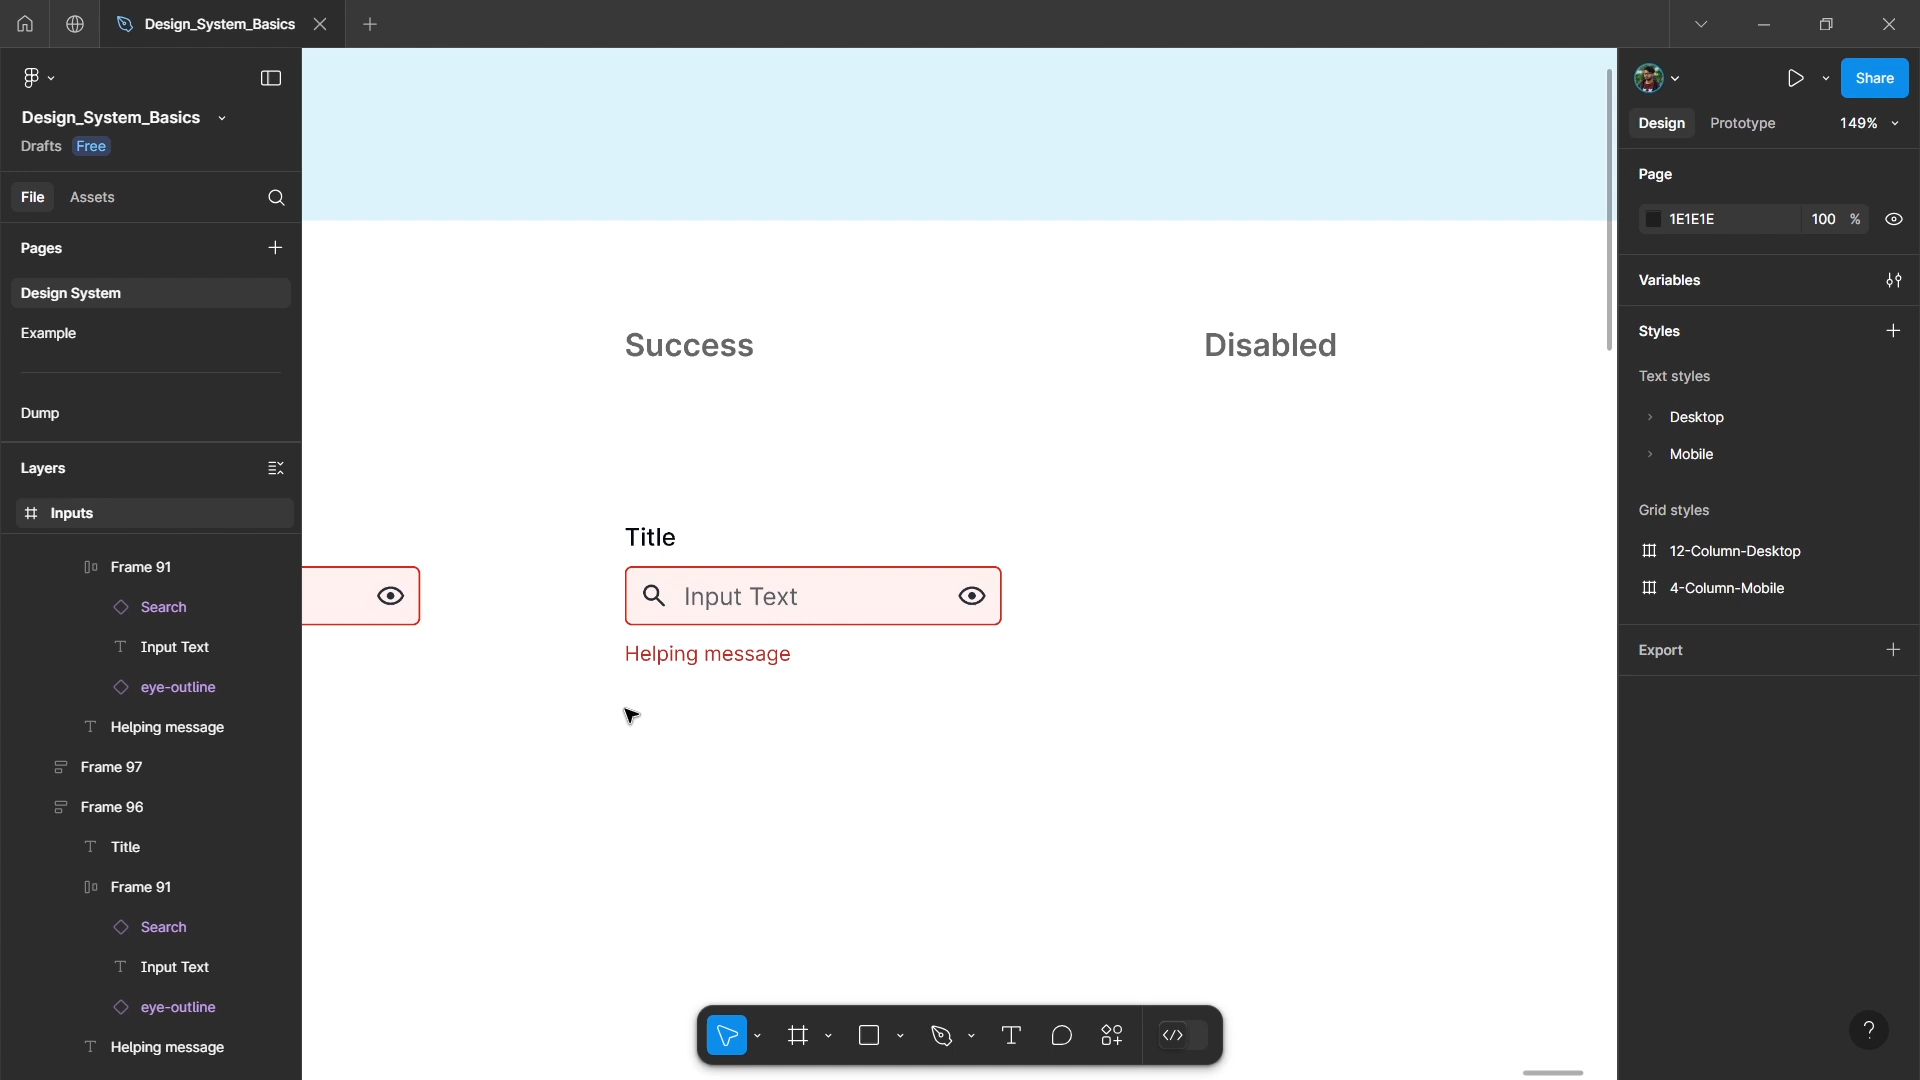 Design_System_Basics
Design_System_Basics
Drafts Free
File Assets
Pages
Design System
Example
Dump
Layers
Inputs
Frame 91
Search
Input Text
eye-outline
Helping message
Frame 97
Frame 96
Title
Frame 91
Search
Input Text
eye-outline
Helping message
Success
Disabled
Title
Input Text
Helping message
Share
Design Prototype 149%
Page
1E1E1E 100 %
Variables
Styles
Text styles
Desktop
Mobile
Grid styles
12-Column-Desktop
4-Column-Mobile
Export
?